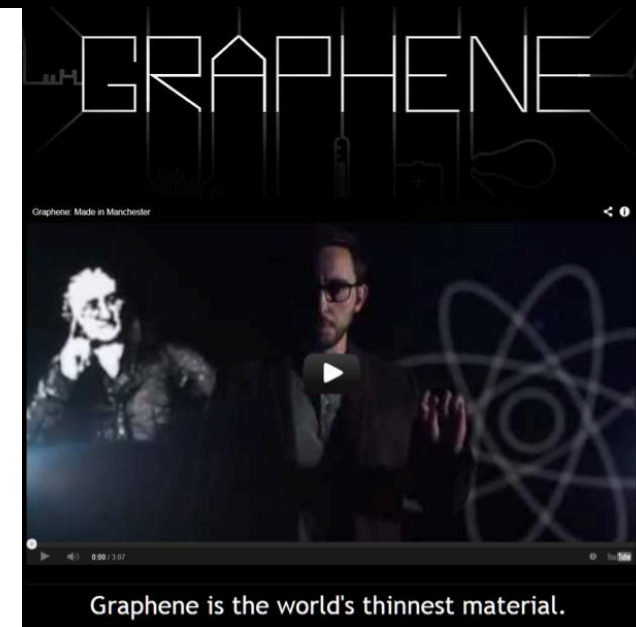 GRAPHENE
Graphene: Made in Manchester
0:00 / 3:07
YouTube
Graphene is the world's thinnest material.